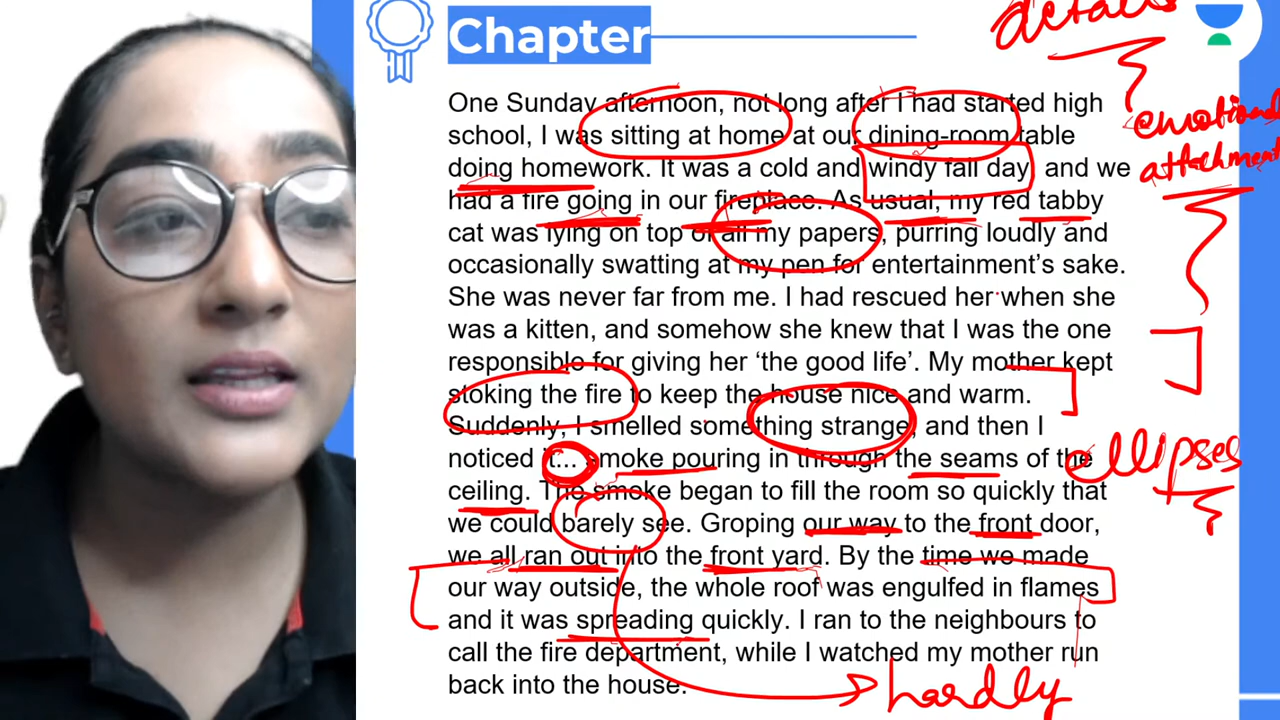 details
Chapter
emotional
attachment
One Sunday afternoon, not long after I had started high
school, I was sitting at home at our dining-room table
doing homework. It was a cold and windy fall day and we
had a fire going in our fireplace. As usual, my red tabby
cat was lying on top of all my papers, purring loudly and
occasionally swatting at my pen for entertainment’s sake.
She was never far from me. I had rescued her when she
was a kitten, and somehow she knew that I was the one
responsible for giving her ‘the good life’. My mother kept
stoking the fire to keep the house nice and warm.
Suddenly, I smelled something strange, and then I
noticed it... smoke pouring in through the seams of the
ceiling. The smoke began to fill the room so quickly that
we could barely see. Groping our way to the front door,
we all ran out into the front yard. By the time we made
our way outside, the whole roof was engulfed in flames
and it was spreading quickly. I ran to the neighbours to
call the fire department, while I watched my mother run
back into the house.
ellipses
hardly